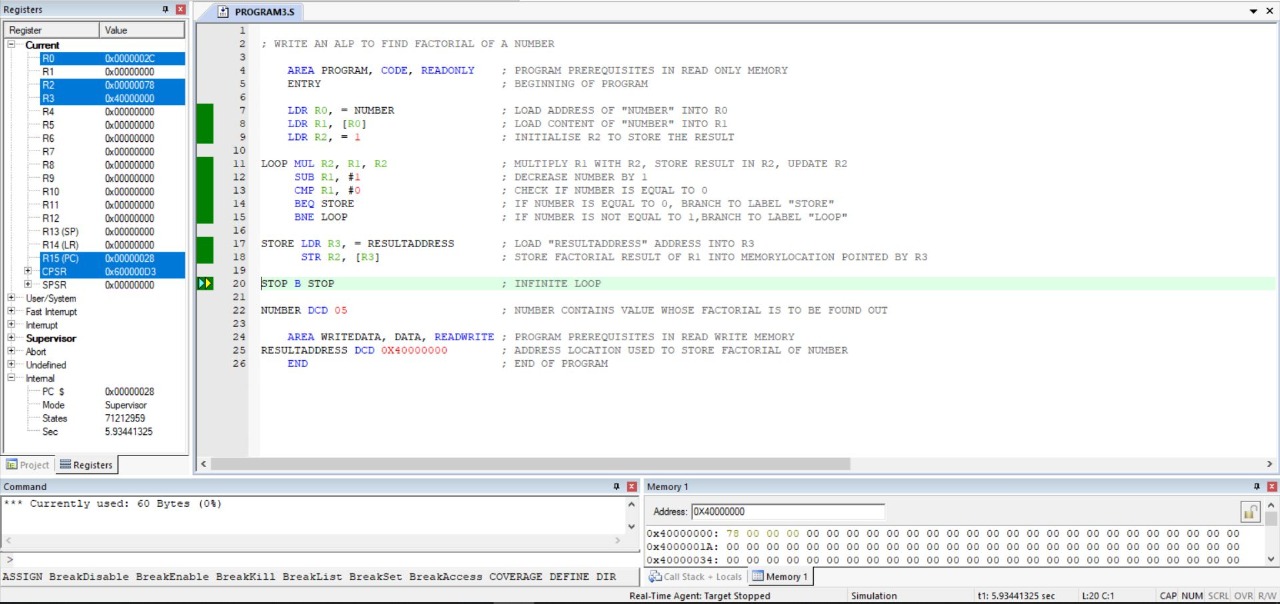 Registers
Register Value
Current
R0 0x0000002C
R1 0x00000000
R2 0x00000078
R3 0x40000000
R4 0x00000000
R5 0x00000000
R6 0x00000000
R7 0x00000000
R8 0x00000000
R9 0x00000000
R10 0x00000000
R11 0x00000000
R12 0x00000000
R13 (SP) 0x00000000
R14 (LR) 0x00000000
R15 (PC) 0x00000028
CPSR 0x600000D3
SPSR 0x00000000
User/System
Fast Interrupt
Interrupt
Supervisor
Abort
Undefined
Internal
PC $ 0x00000028
Mode Supervisor
States 71212959
Sec 5.93441325
Project Registers
PROGRAM3.S
1
2 ; WRITE AN ALP TO FIND FACTORIAL OF A NUMBER
3
4 AREA PROGRAM, CODE, READONLY ; PROGRAM PREREQUISITES IN READ ONLY MEMORY
5 ENTRY ; BEGINNING OF PROGRAM
6
7 LDR R0, = NUMBER ; LOAD ADDRESS OF "NUMBER" INTO R0
8 LDR R1, [R0] ; LOAD CONTENT OF "NUMBER" INTO R1
9 LDR R2, = 1 ; INITIALISE R2 TO STORE THE RESULT
10
11 LOOP MUL R2, R1, R2 ; MULTIPLY R1 WITH R2, STORE RESULT IN R2, UPDATE R2
12 SUB R1, #1 ; DECREASE NUMBER BY 1
13 CMP R1, #0 ; CHECK IF NUMBER IS EQUAL TO 0
14 BEQ STORE ; IF NUMBER IS EQUAL TO 0, BRANCH TO LABEL "STORE"
15 BNE LOOP ; IF NUMBER IS NOT EQUAL TO 1,BRANCH TO LABEL "LOOP"
16
17 STORE LDR R3, = RESULTADDRESS ; LOAD "RESULTADDRESS" ADDRESS INTO R3
18 STR R2, [R3] ; STORE FACTORIAL RESULT OF R1 INTO MEMORYLOCATION POINTED BY R3
19
20 STOP B STOP ; INFINITE LOOP
21
22 NUMBER DCD 05 ; NUMBER CONTAINS VALUE WHOSE FACTORIAL IS TO BE FOUND OUT
23
24 AREA WRITEDATA, DATA, READWRITE ; PROGRAM PREREQUISITES IN READ WRITE MEMORY
25 RESULTADDRESS DCD 0X40000000 ; ADDRESS LOCATION USED TO STORE FACTORIAL OF NUMBER
26 END ; END OF PROGRAM
Command
*** Currently used: 60 Bytes (0%)
>
ASSIGN BreakDisable BreakEnable BreakKill BreakList BreakSet BreakAccess COVERAGE DEFINE DIR
Memory 1
Address: 0X40000000
0x40000000: 78 00 00 00 00 00 00 00 00 00 00 00 00 00 00 00 00 00 00 00 00 00 00 00 00 00
0x4000001A: 00 00 00 00 00 00 00 00 00 00 00 00 00 00 00 00 00 00 00 00 00 00 00 00 00 00
0x40000034: 00 00 00 00 00 00 00 00 00 00 00 00 00 00 00 00 00 00 00 00 00 00 00 00 00 00
Call Stack + Locals Memory 1
Real-Time Agent: Target Stopped Simulation t1: 5.93441325 sec L:20 C:1 CAP NUM SCRL OVR R/W